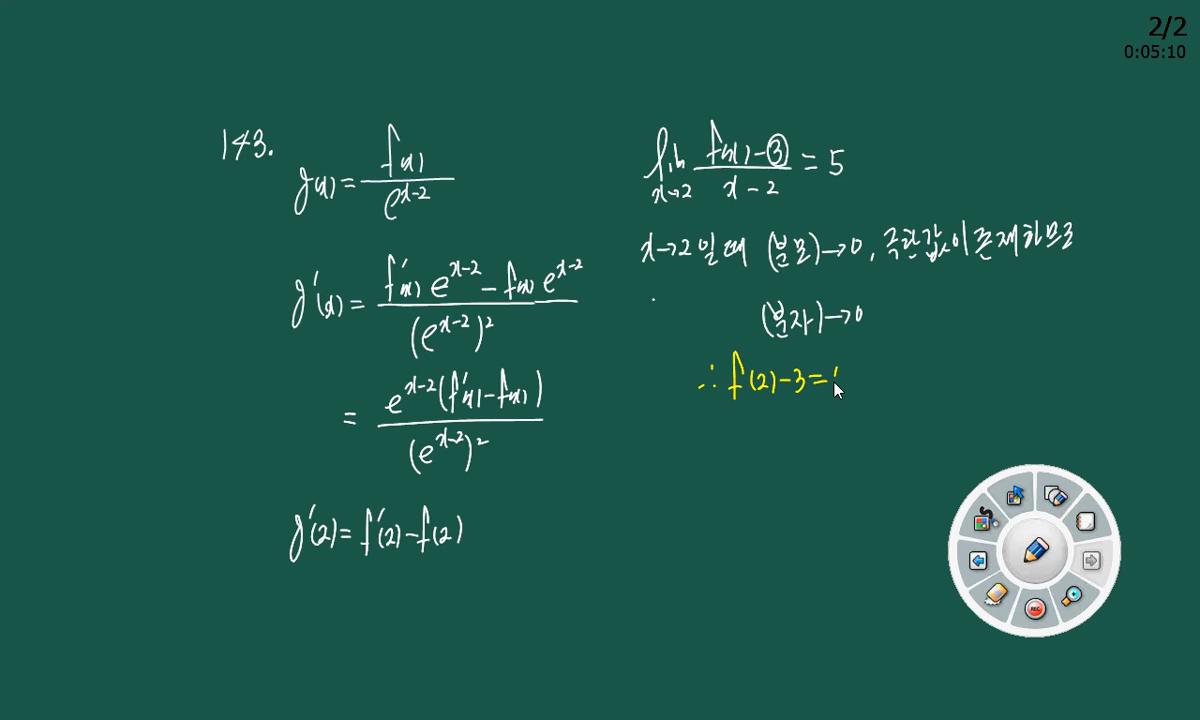 2/2
0:05:10
143.
g(x) = f(x) / e^{x-2}
g'(x) = f'(x) e^{x-2} - f(x) e^{x-2} / (e^{x-2})^2
= e^{x-2} (f'(x) - f(x)) / (e^{x-2})^2
g'(2) = f'(2) - f(2)
lim x→2 f(x) - ③ / x - 2 = 5
x→2 일 때 (분모)→0, 극한값이 존재하므로
(분자)→0
∴ f(2) - 3 =
REC